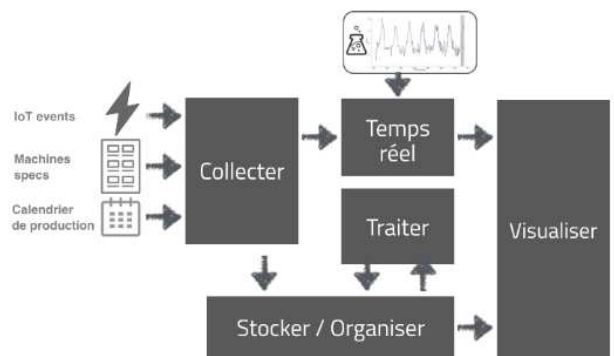 IoT events
Machines
specs
Calendrier
de production
Collecter
Temps
réel
Traiter
Visualiser
Stocker / Organiser